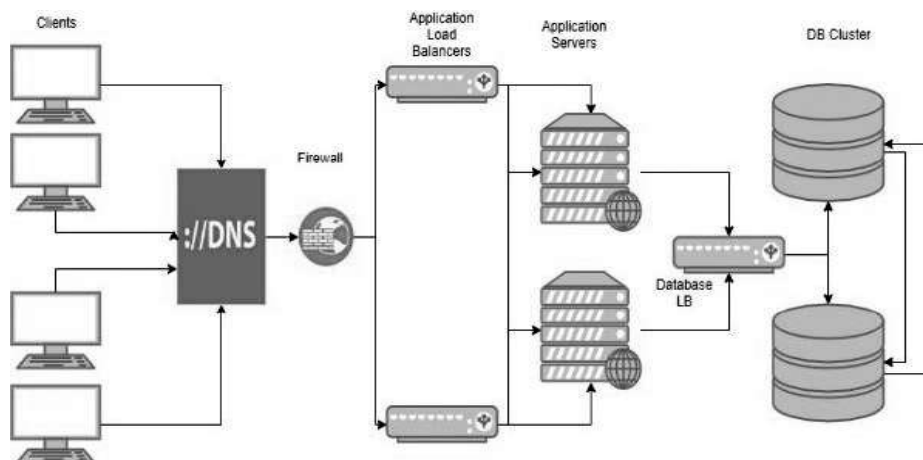 Clients
Application
Load
Balancers
Application
Servers
DB Cluster
Firewall
://DNS
Database
LB